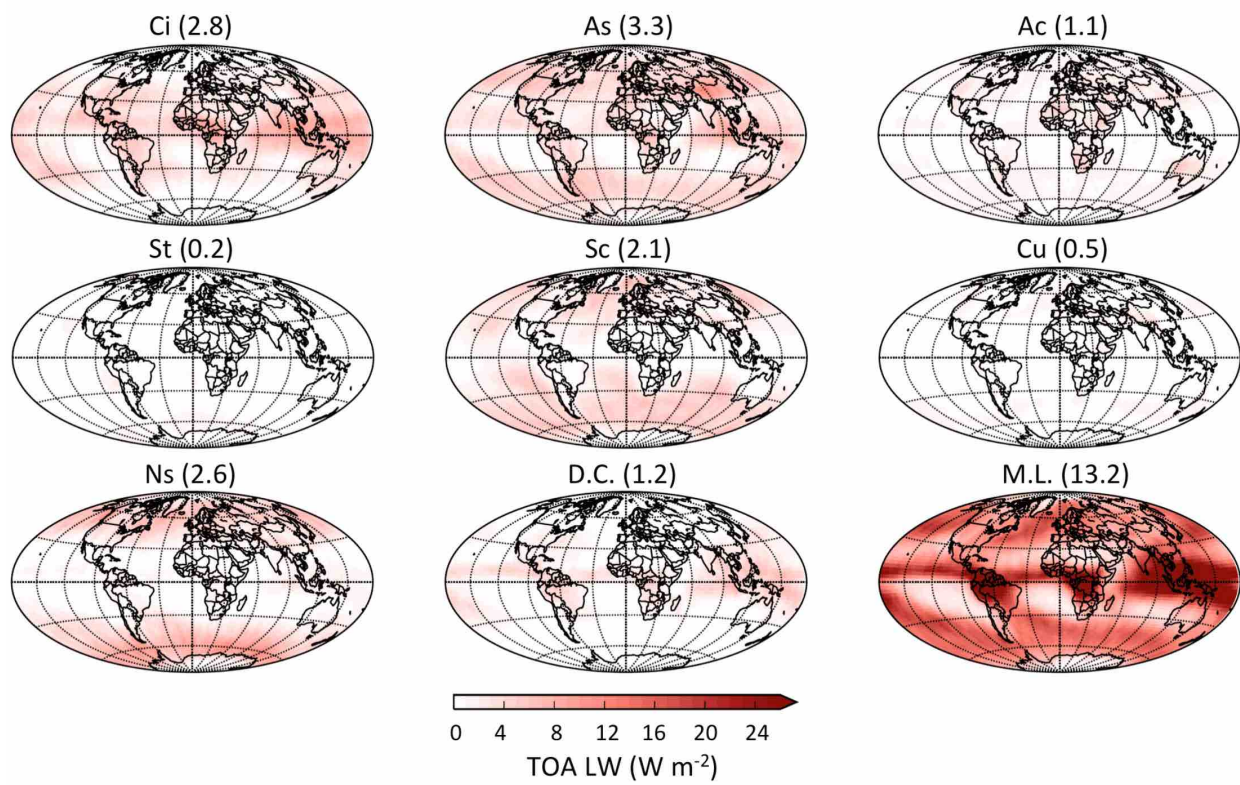 Ci (2.8) As (3.3) Ac (1.1)
St (0.2) Sc (2.1) Cu (0.5)
Ns (2.6) D.C. (1.2) M.L. (13.2)
0 4 8 12 16 20 24
TOA LW (W m⁻²)